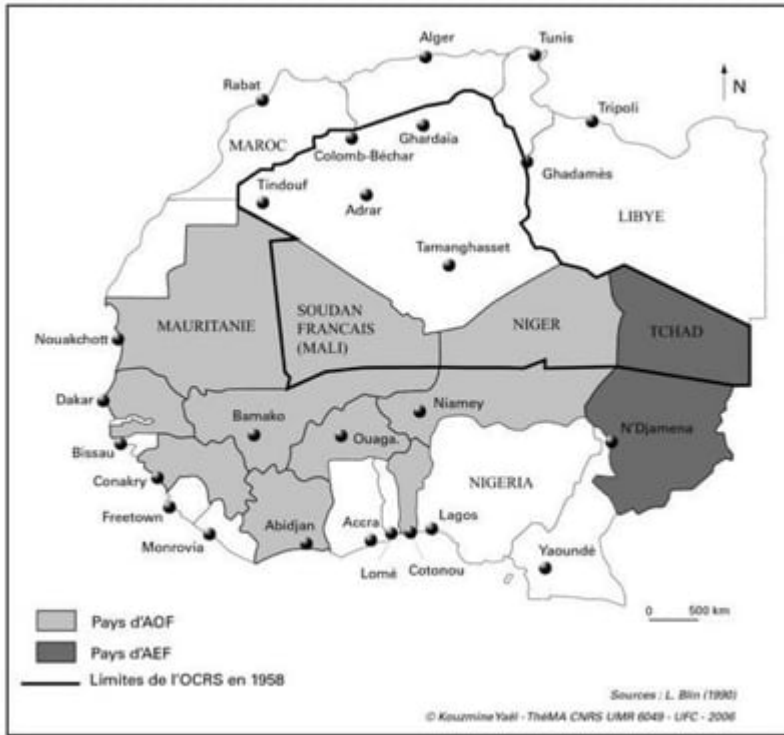 Alger
Tunis
N
Rabat
Tripoli
Ghardaïa
MAROC
Colomb-Béchar
Ghadamès
Tindouf
Adrar
LIBYE
Tamanghasset
SOUDAN
FRANCAIS
(MALI)
MAURITANIE
NIGER
TCHAD
Nouakchott
Dakar
Bamako
Niamey
Ouaga.
N'Djamena
Bissau
Conakry
NIGERIA
Freetown
Abidjan
Accra
Lagos
Monrovia
Lomé
Cotonou
Yaoundé
0 500 km
Pays d'AOF
Pays d'AEF
Limites de l'OCRS en 1958
Sources : L. Blin (1990)
© KouzmineYaël - ThéMA CNRS UMR 6049 - UFC - 2006